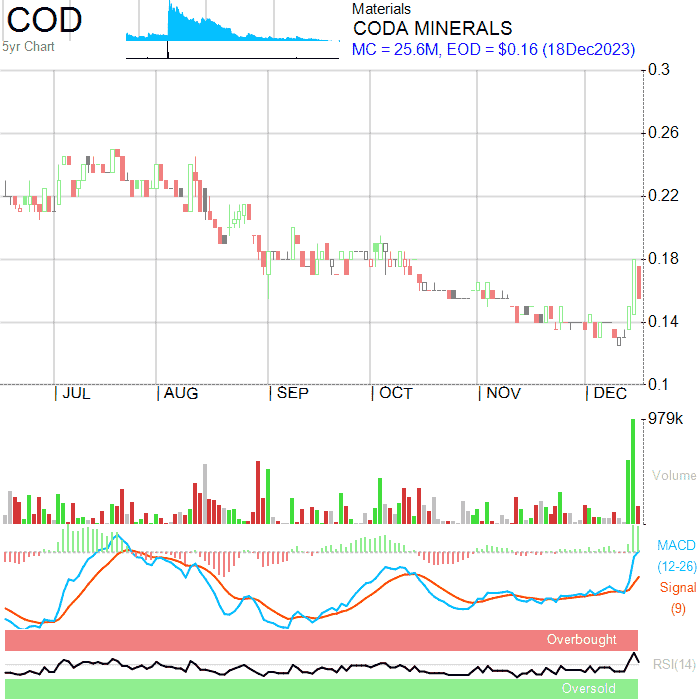 COD
5yr Chart
Materials
CODA MINERALS
MC = 25.6M, EOD = $0.16 (18Dec2023)
0.3
0.26
0.22
0.18
0.14
0.1
JUL AUG SEP OCT NOV DEC
979k
Volume
MACD
(12-26)
Signal
(9)
Overbought
RSI(14)
Oversold